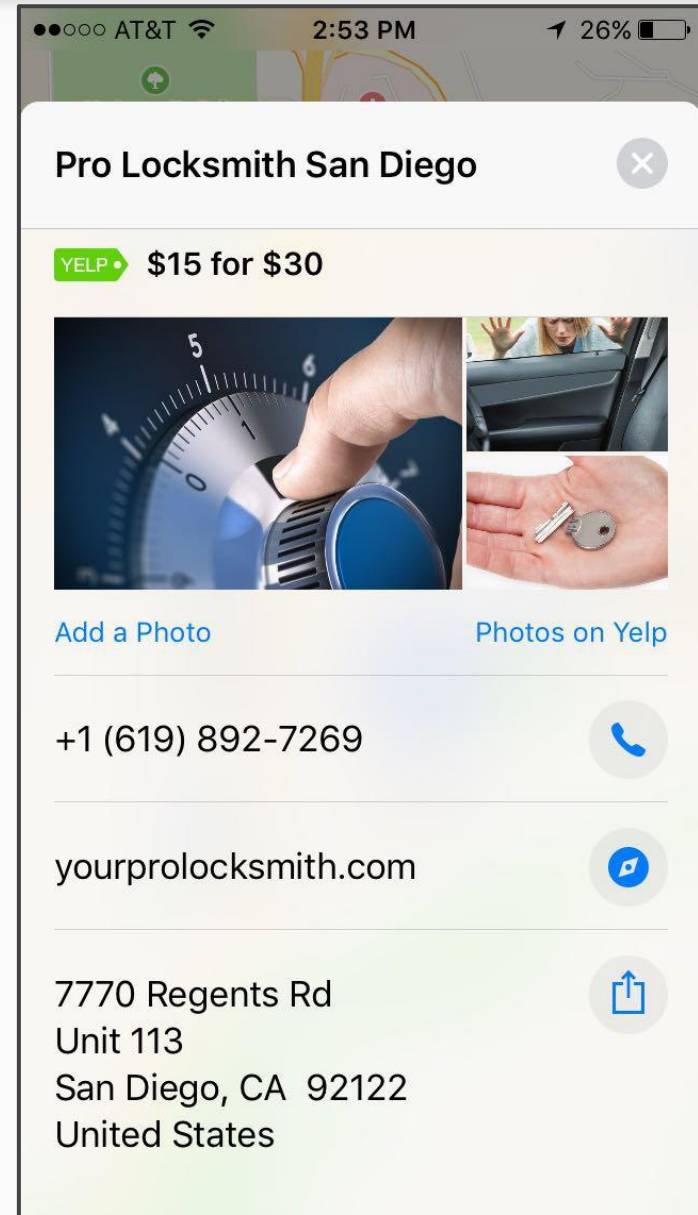 AT&T 2:53 PM 26%
Pro Locksmith San Diego
YELP $15 for $30
5
6
4
1
0
Add a Photo Photos on Yelp
+1 (619) 892-7269
yourprolocksmith.com
7770 Regents Rd
Unit 113
San Diego, CA 92122
United States